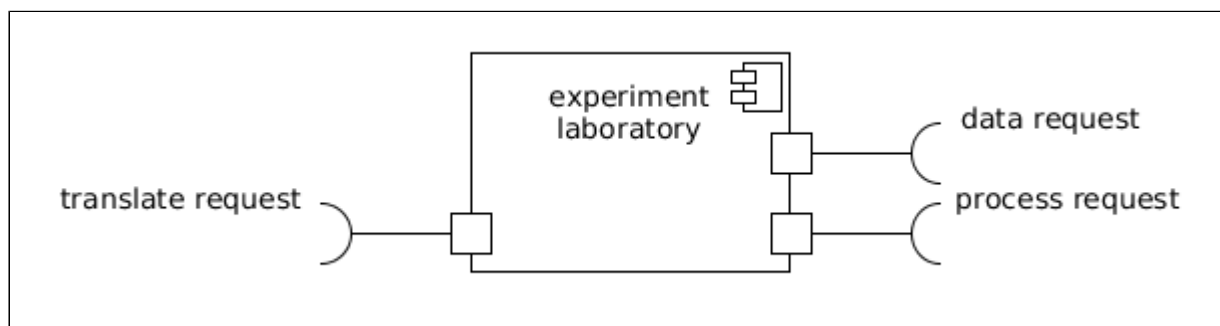 experiment
laboratory
data request
translate request
process request